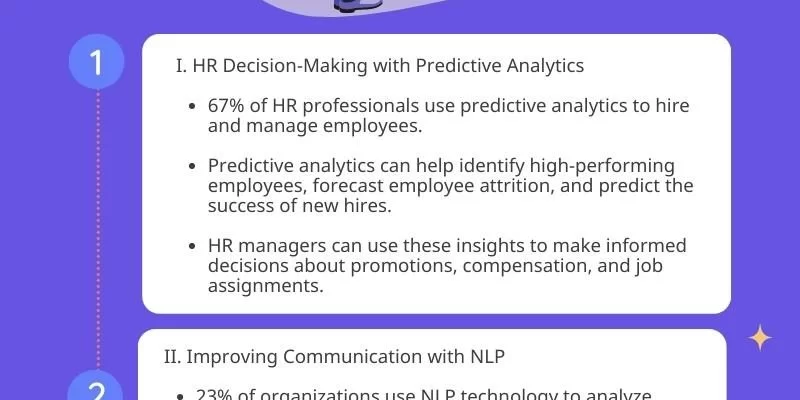 1
I. HR Decision-Making with Predictive Analytics
• 67% of HR professionals use predictive analytics to hire
and manage employees.
• Predictive analytics can help identify high-performing
employees, forecast employee attrition, and predict the
success of new hires.
• HR managers can use these insights to make informed
decisions about promotions, compensation, and job
assignments.
II. Improving Communication with NLP
2
• 23% of organizations use NLP technology to analyze